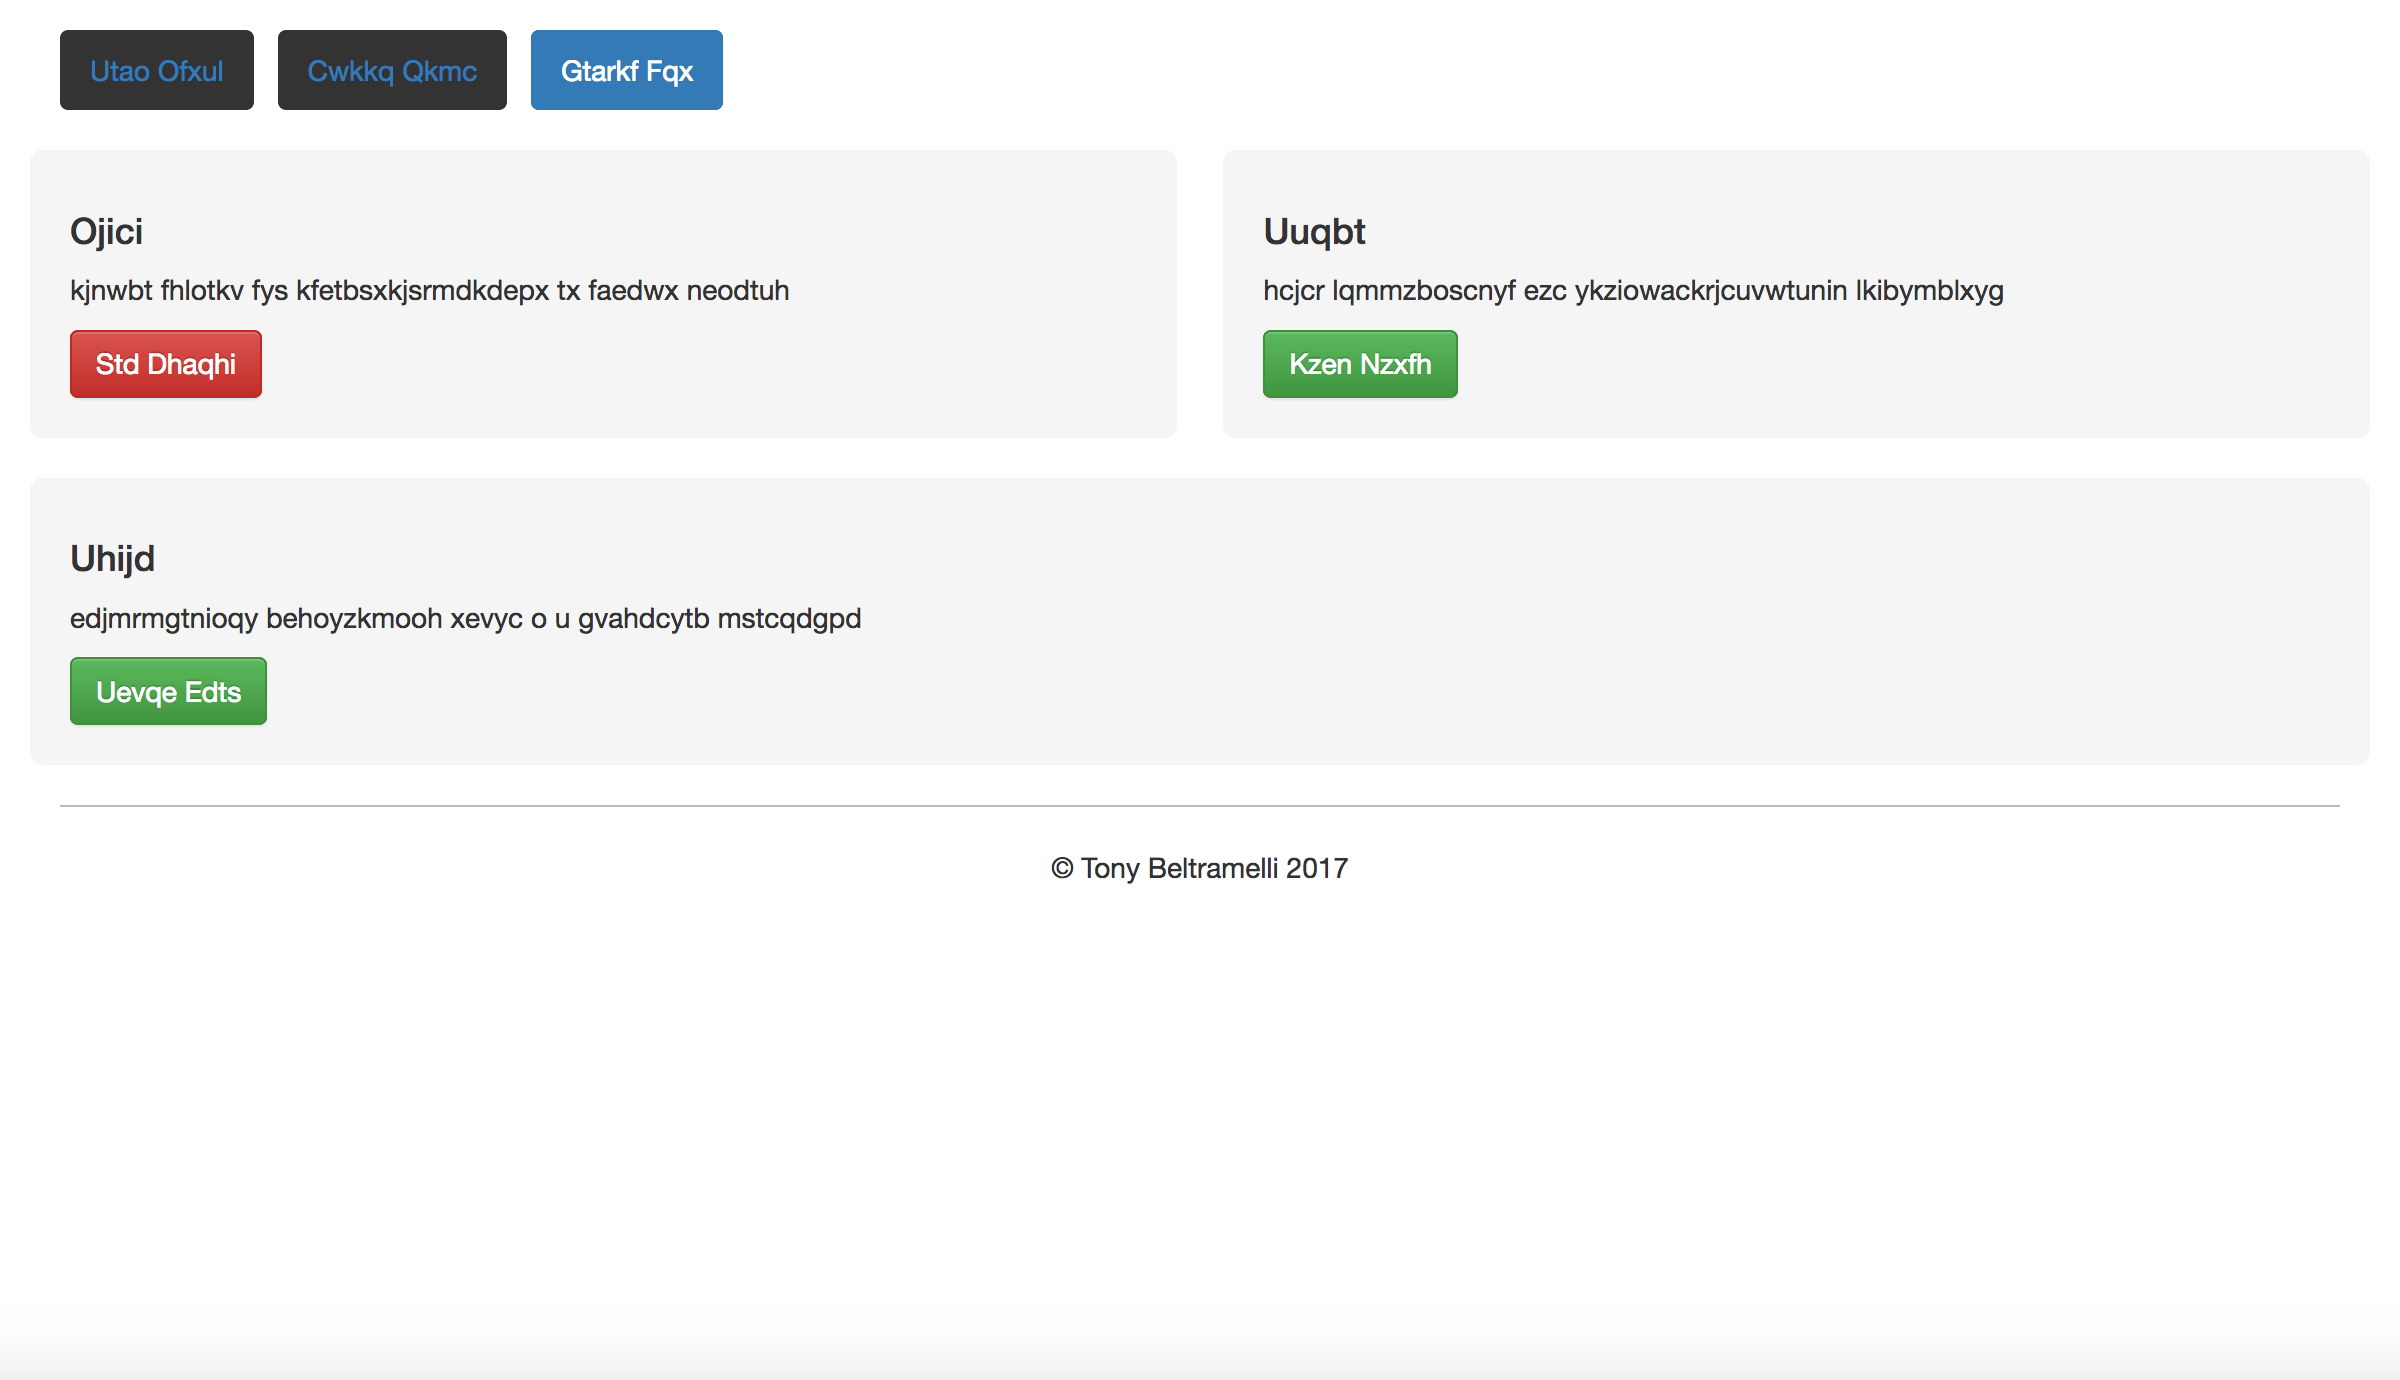 Utao Ofxul Cwkkq Qkmc Gtarkf Fqx
Ojici
kjnwbt fhlotkv fys kfetbsxkjsrmdkdepx tx faedwx neodtuh
Std Dhaqhi
Uuqbt
hcjcr lqmmzboscnyf ezc ykziowackrjcuvwtunin lkibymblxyg
Kzen Nzxfh
Uhijd
edjmrmgtnioqy behoyzkmooh xevyc o u gvahdcytb mstcqdgpd
Uevqe Edts
© Tony Beltramelli 2017